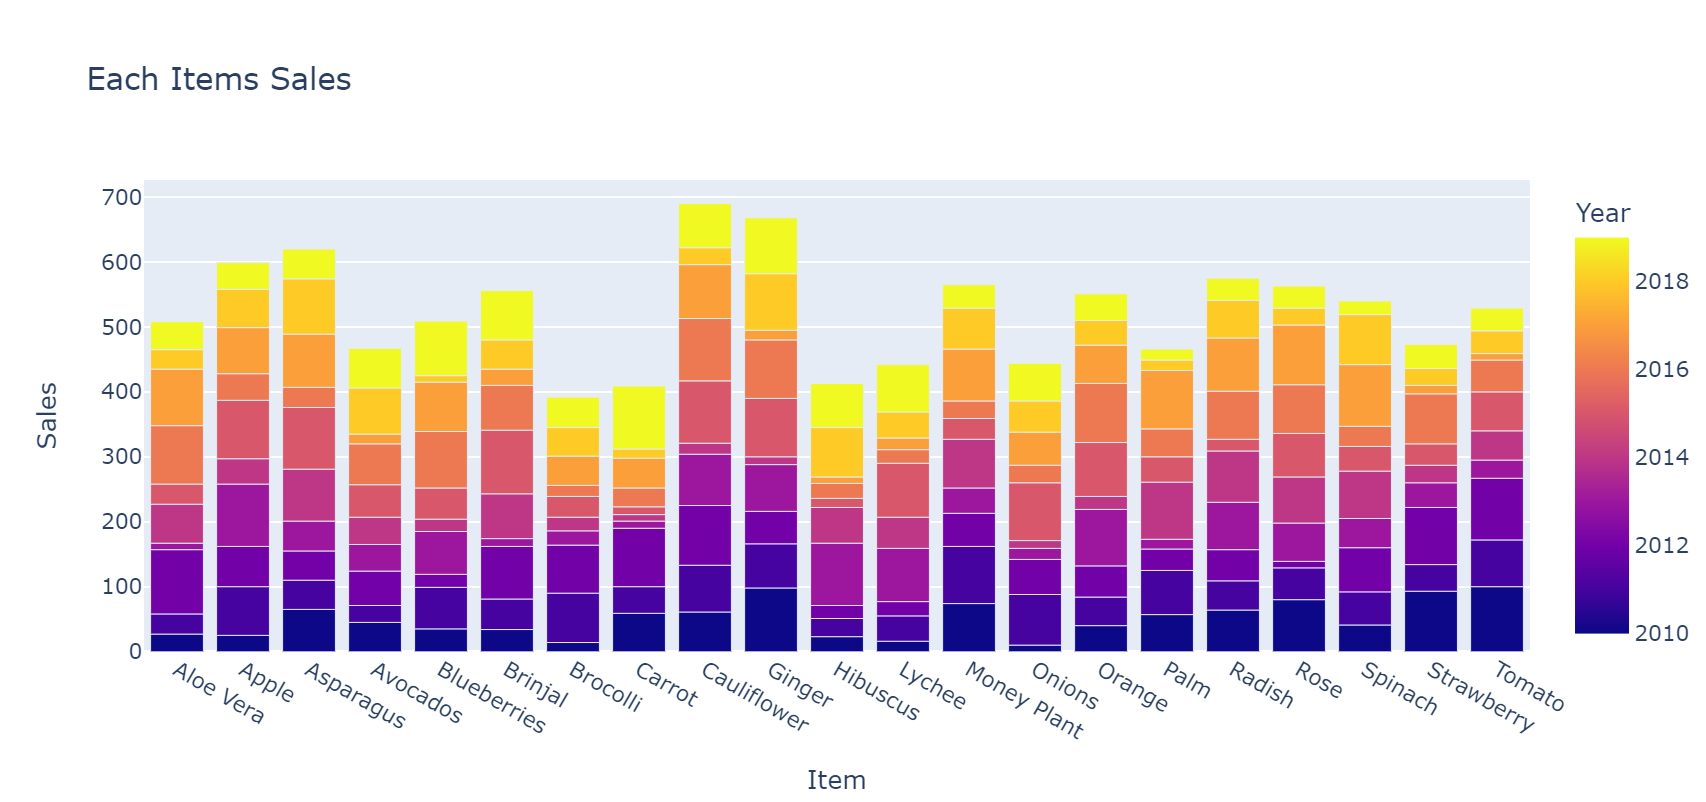 Each Items Sales
700
600
500
400
300
200
100
0
Sales
Aloe Vera
Apple
Asparagus
Avocados
Blueberries
Brinjal
Brocolli
Carrot
Cauliflower
Ginger
Hibuscus
Lychee
Money Plant
Onions
Orange
Palm
Radish
Rose
Spinach
Strawberry
Tomato
Item
Year
2018
2016
2014
2012
2010